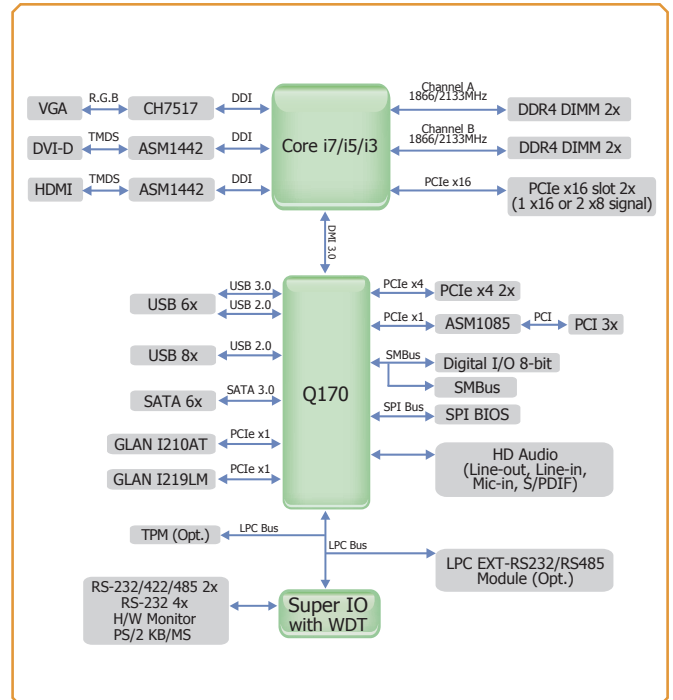 VGA
R.G.B
CH7517
DDI
Core i7/i5/i3
Channel A
1866/2133MHz
DDR4 DIMM 2x
DVI-D
TMDS
ASM1442
DDI
Channel B
1866/2133MHz
DDR4 DIMM 2x
HDMI
TMDS
ASM1442
DDI
PCIe x16
PCIe x16 slot 2x
(1 x16 or 2 x8 signal)
DMI 3.0
USB 6x
USB 3.0
USB 2.0
PCIe x4
PCIe x4 2x
PCIe x1
ASM1085
PCI
PCI 3x
USB 8x
USB 2.0
SMBus
Digital I/O 8-bit
SMBus
SATA 6x
SATA 3.0
Q170
SPI Bus
SPI BIOS
GLAN I210AT
PCIe x1
HD Audio
(Line-out, Line-in,
Mic-in, S/PDIF)
GLAN I219LM
PCIe x1
TPM (Opt.)
LPC Bus
LPC Bus
LPC EXT-RS232/RS485
Module (Opt.)
RS-232/422/485 2x
RS-232 4x
H/W Monitor
PS/2 KB/MS
Super IO
with WDT